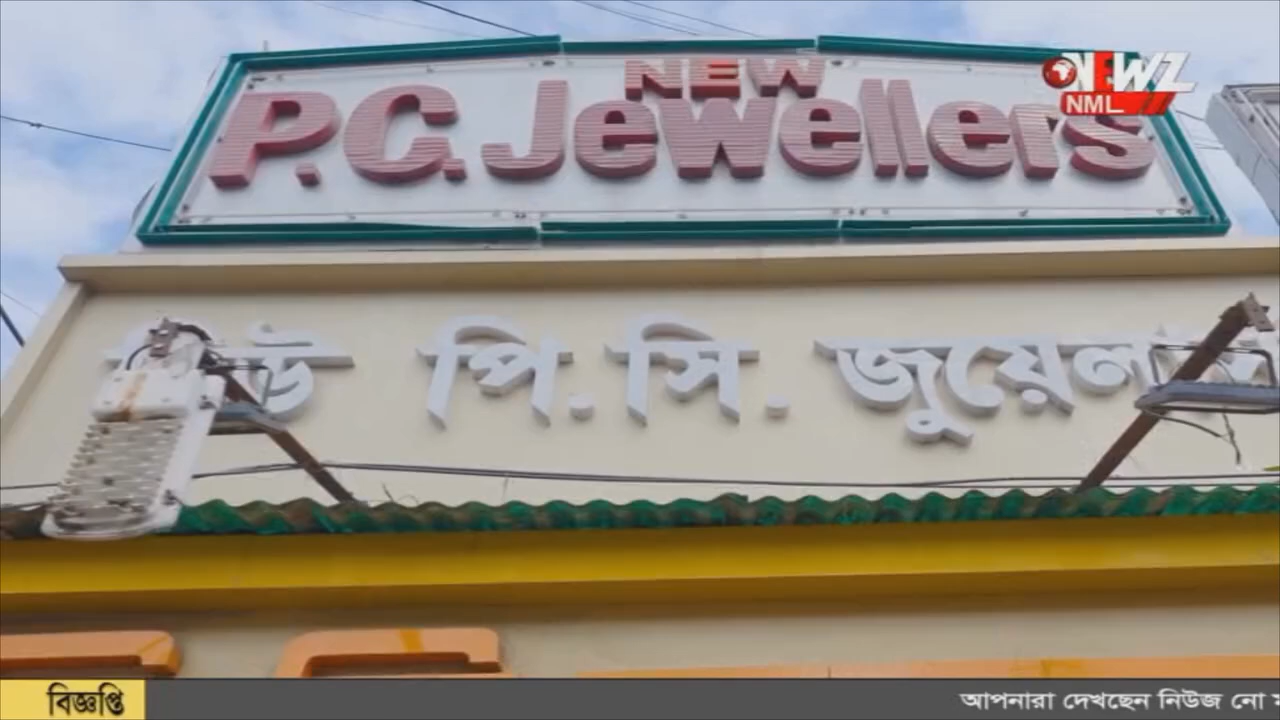 NEW
P.C. Jewellers
NEWZ
NML
নিউ পি.সি. জুয়েলার্স
বিজ্ঞপ্তি
আপনারা দেখছেন নিউজ নো